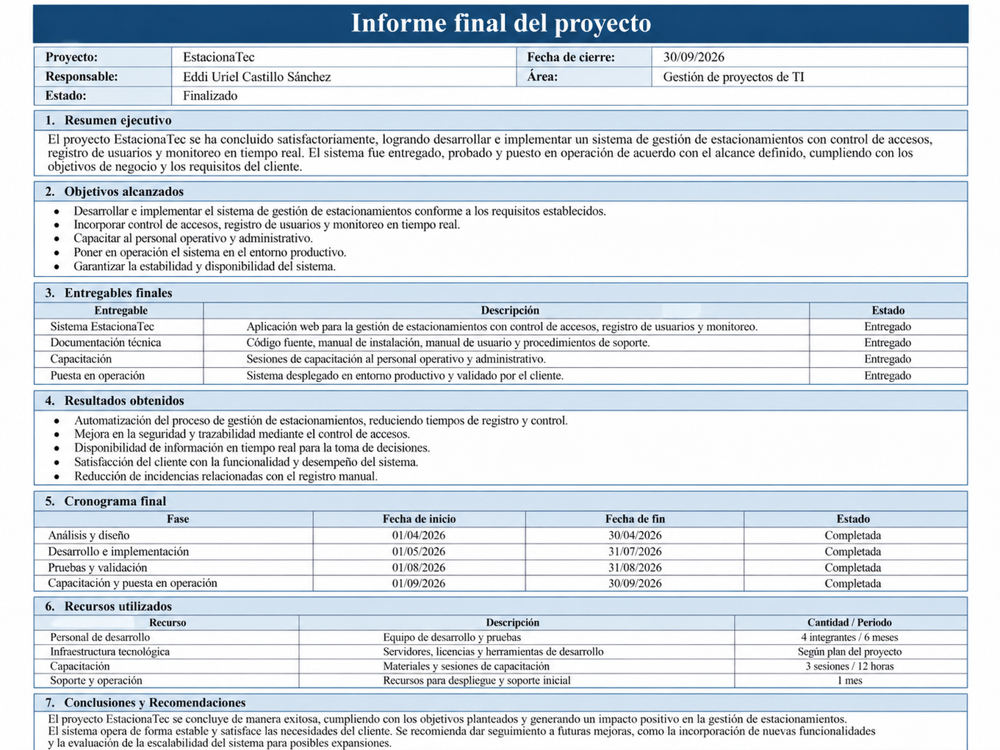 Informe final del proyecto
Proyecto: EstacionaTec Fecha de cierre: 30/09/2026
Responsable: Eddi Uriel Castillo Sánchez Área: Gestión de proyectos de TI
Estado: Finalizado
1. Resumen ejecutivo
El proyecto EstacionaTec se ha concluido satisfactoriamente, logrando desarrollar e implementar un sistema de gestión de estacionamientos con control de accesos,
registro de usuarios y monitoreo en tiempo real. El sistema fue entregado, probado y puesto en operación de acuerdo con el alcance definido, cumpliendo con los
objetivos de negocio y los requisitos del cliente.
2. Objetivos alcanzados
• Desarrollar e implementar el sistema de gestión de estacionamientos conforme a los requisitos establecidos.
• Incorporar control de accesos, registro de usuarios y monitoreo en tiempo real.
• Capacitar al personal operativo y administrativo.
• Poner en operación el sistema en el entorno productivo.
• Garantizar la estabilidad y disponibilidad del sistema.
3. Entregables finales
Entregable Descripción Estado
Sistema EstacionaTec Aplicación web para la gestión de estacionamientos con control de accesos, registro de usuarios y monitoreo. Entregado
Documentación técnica Código fuente, manual de instalación, manual de usuario y procedimientos de soporte. Entregado
Capacitación Sesiones de capacitación al personal operativo y administrativo. Entregado
Puesta en operación Sistema desplegado en entorno productivo y validado por el cliente. Entregado
4. Resultados obtenidos
• Automatización del proceso de gestión de estacionamientos, reduciendo tiempos de registro y control.
• Mejora en la seguridad y trazabilidad mediante el control de accesos.
• Disponibilidad de información en tiempo real para la toma de decisiones.
• Satisfacción del cliente con la funcionalidad y desempeño del sistema.
• Reducción de incidencias relacionadas con el registro manual.
5. Cronograma final
Fase Fecha de inicio Fecha de fin Estado
Análisis y diseño 01/04/2026 30/04/2026 Completada
Desarrollo e implementación 01/05/2026 31/07/2026 Completada
Pruebas y validación 01/08/2026 31/08/2026 Completada
Capacitación y puesta en operación 01/09/2026 30/09/2026 Completada
6. Recursos utilizados
Recurso Descripción Cantidad / Periodo
Personal de desarrollo Equipo de desarrollo y pruebas 4 integrantes / 6 meses
Infraestructura tecnológica Servidores, licencias y herramientas de desarrollo Según plan del proyecto
Capacitación Materiales y sesiones de capacitación 3 sesiones / 12 horas
Soporte y operación Recursos para despliegue y soporte inicial 1 mes
7. Conclusiones y Recomendaciones
El proyecto EstacionaTec se concluye de manera exitosa, cumpliendo con los objetivos planteados y generando un impacto positivo en la gestión de estacionamientos.
El sistema opera de forma estable y satisface las necesidades del cliente. Se recomienda dar seguimiento a futuras mejoras, como la incorporación de nuevas funcionalidades
y la evaluación de la escalabilidad del sistema para posibles expansiones.